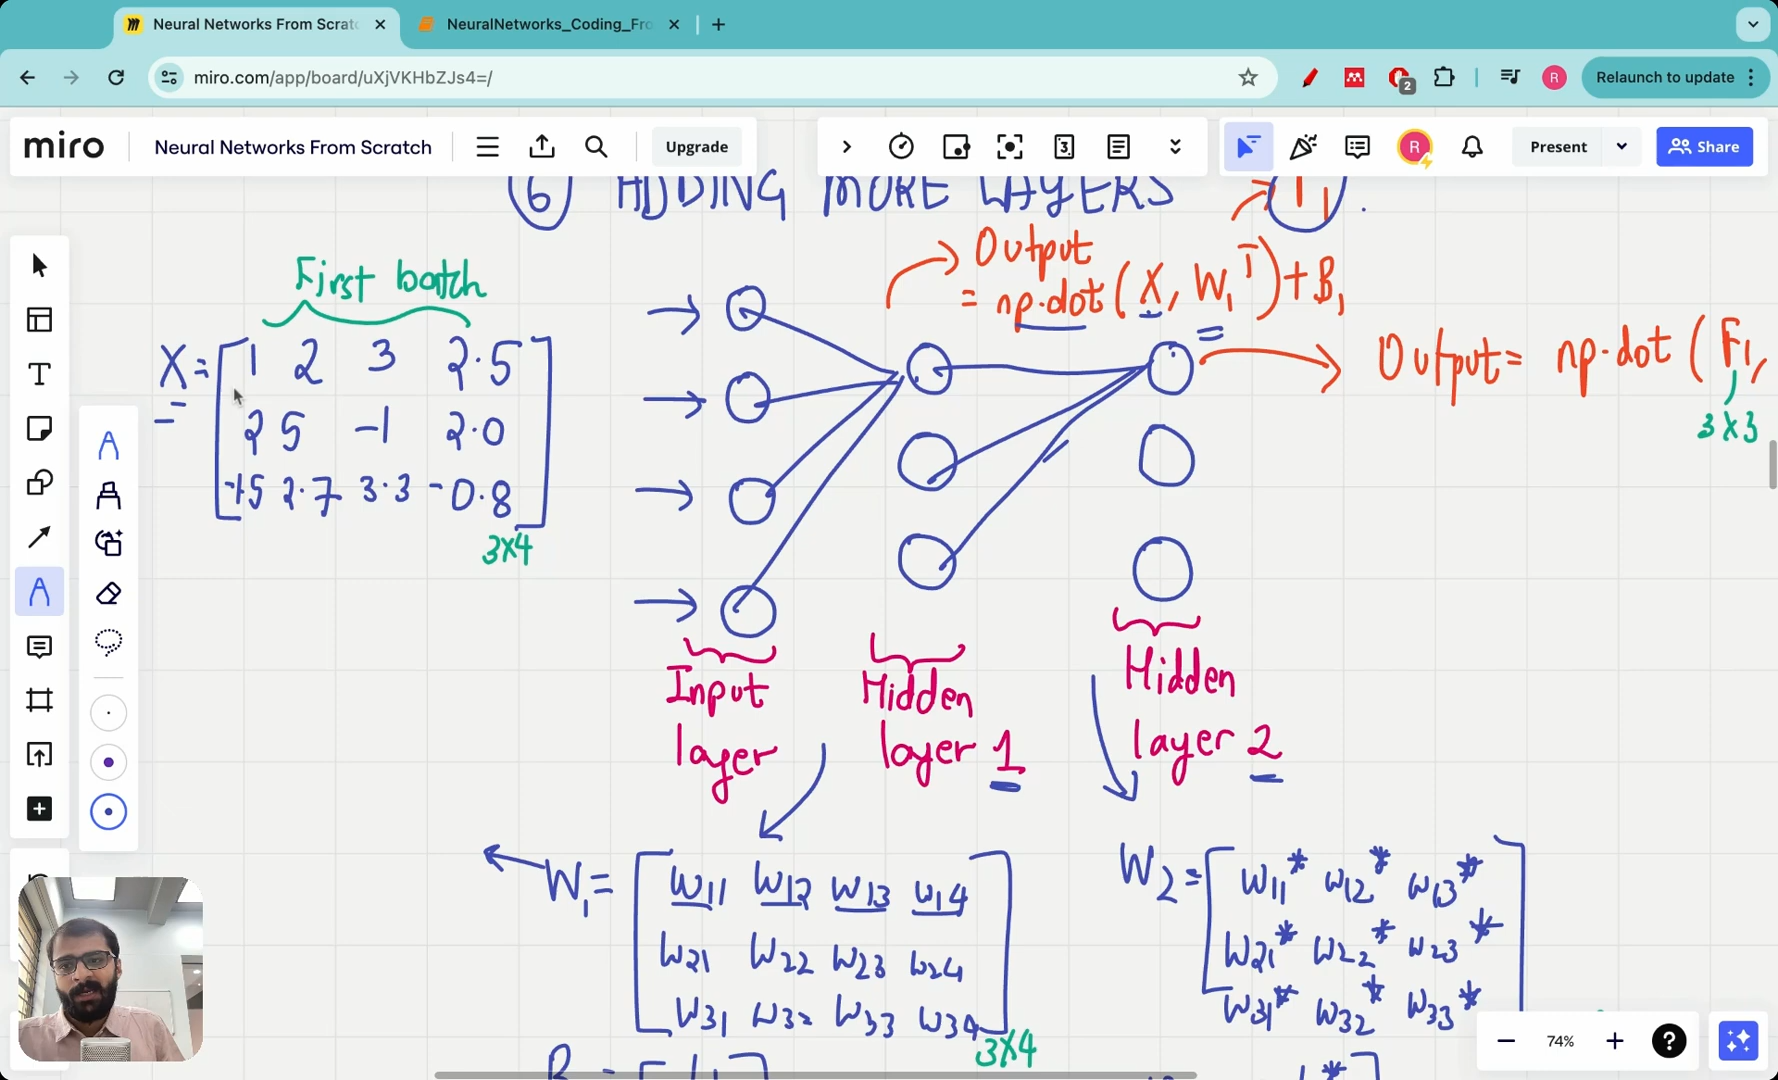 Neural Networks From Scrat
NeuralNetworks_Coding_Fro
miro.com/app/board/uXjVKHbZJs4=/
2
R
Relaunch to update
miro
Neural Networks From Scratch
Upgrade
3
R
Present
Share
6 ADDING MORE LAYERS
First batch
Output
= np.dot(X, W₁ᵀ)+B₁
X= 1 2 3 2.5
2 5 -1 2.0
-1.5 2.7 3.3 -0.8
3x4
Output= np.dot (F1,
3x3
Input
layer
Hidden
layer 1
Hidden
layer 2
W₁= w11 w12 w13 w14
w21 w22 w23 w24
w31 w32 w33 w34
3x4
W2= w11* w12* w13*
w21* w22* w23*
w31* w32* w33*
74%